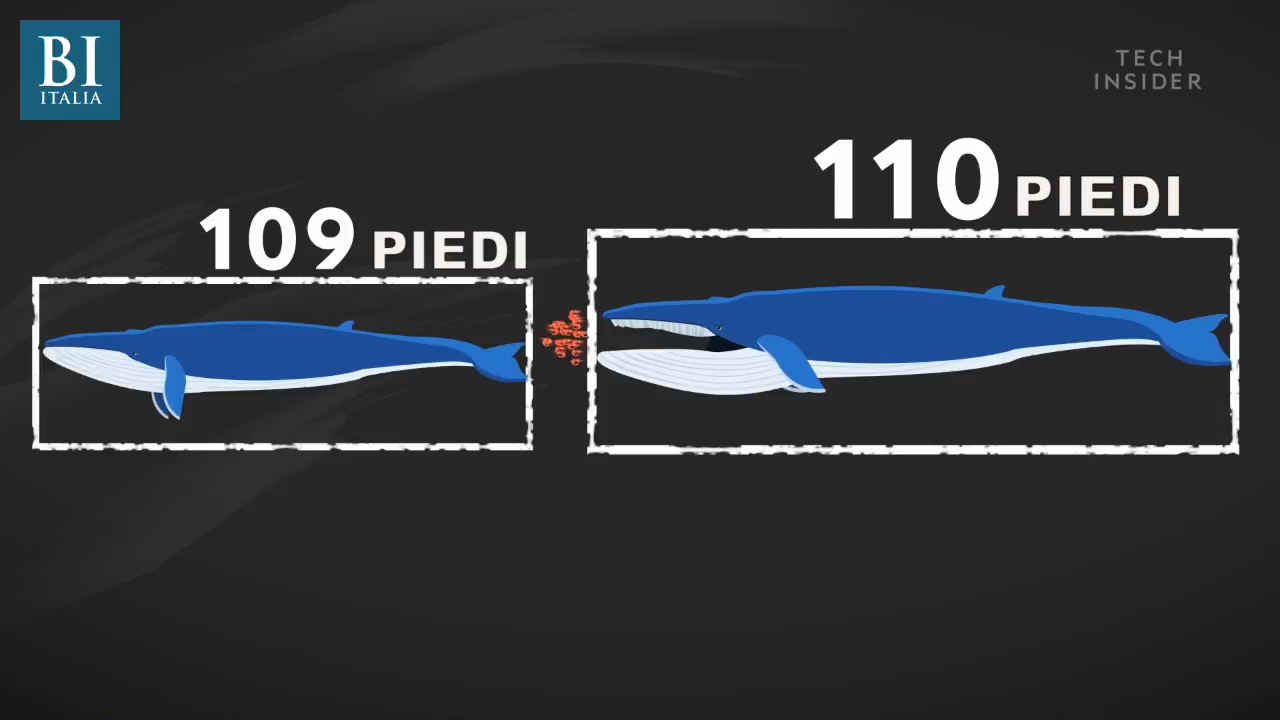 BI
ITALIA
TECH
INSIDER
109 PIEDI
110 PIEDI